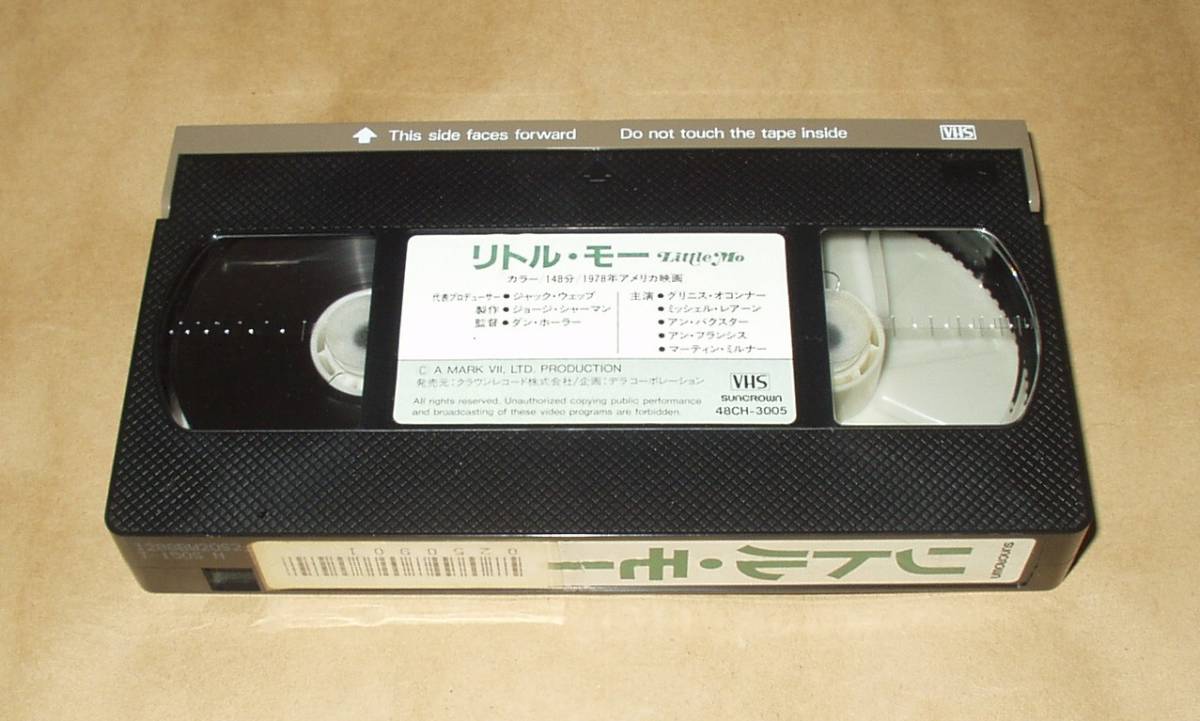 This side faces forward Do not touch the tape inside VHS
リトル・モー Little Mo
カラー/148分/1978年アメリカ映画
代表プロデューサー●ジャック・ウェッブ
製作●ジョージ・シャーマン
監督●ダン・ホーラー
主演●グリニス・オコンナー
●ミッシェル・レアーン
●アン・バクスター
●アン・フランシス
●マーティン・ミルナー
© A MARK VII, LTD. PRODUCTION
発売元:クラウンレコード株式会社/企画:デラコーポレーション
All rights reserved. Unauthorized copying public performance
and broadcasting of these video programs are forbidden.
VHS
SUNCROWN
48CH-3005
リトル・モー
SUNCROWN
0250901